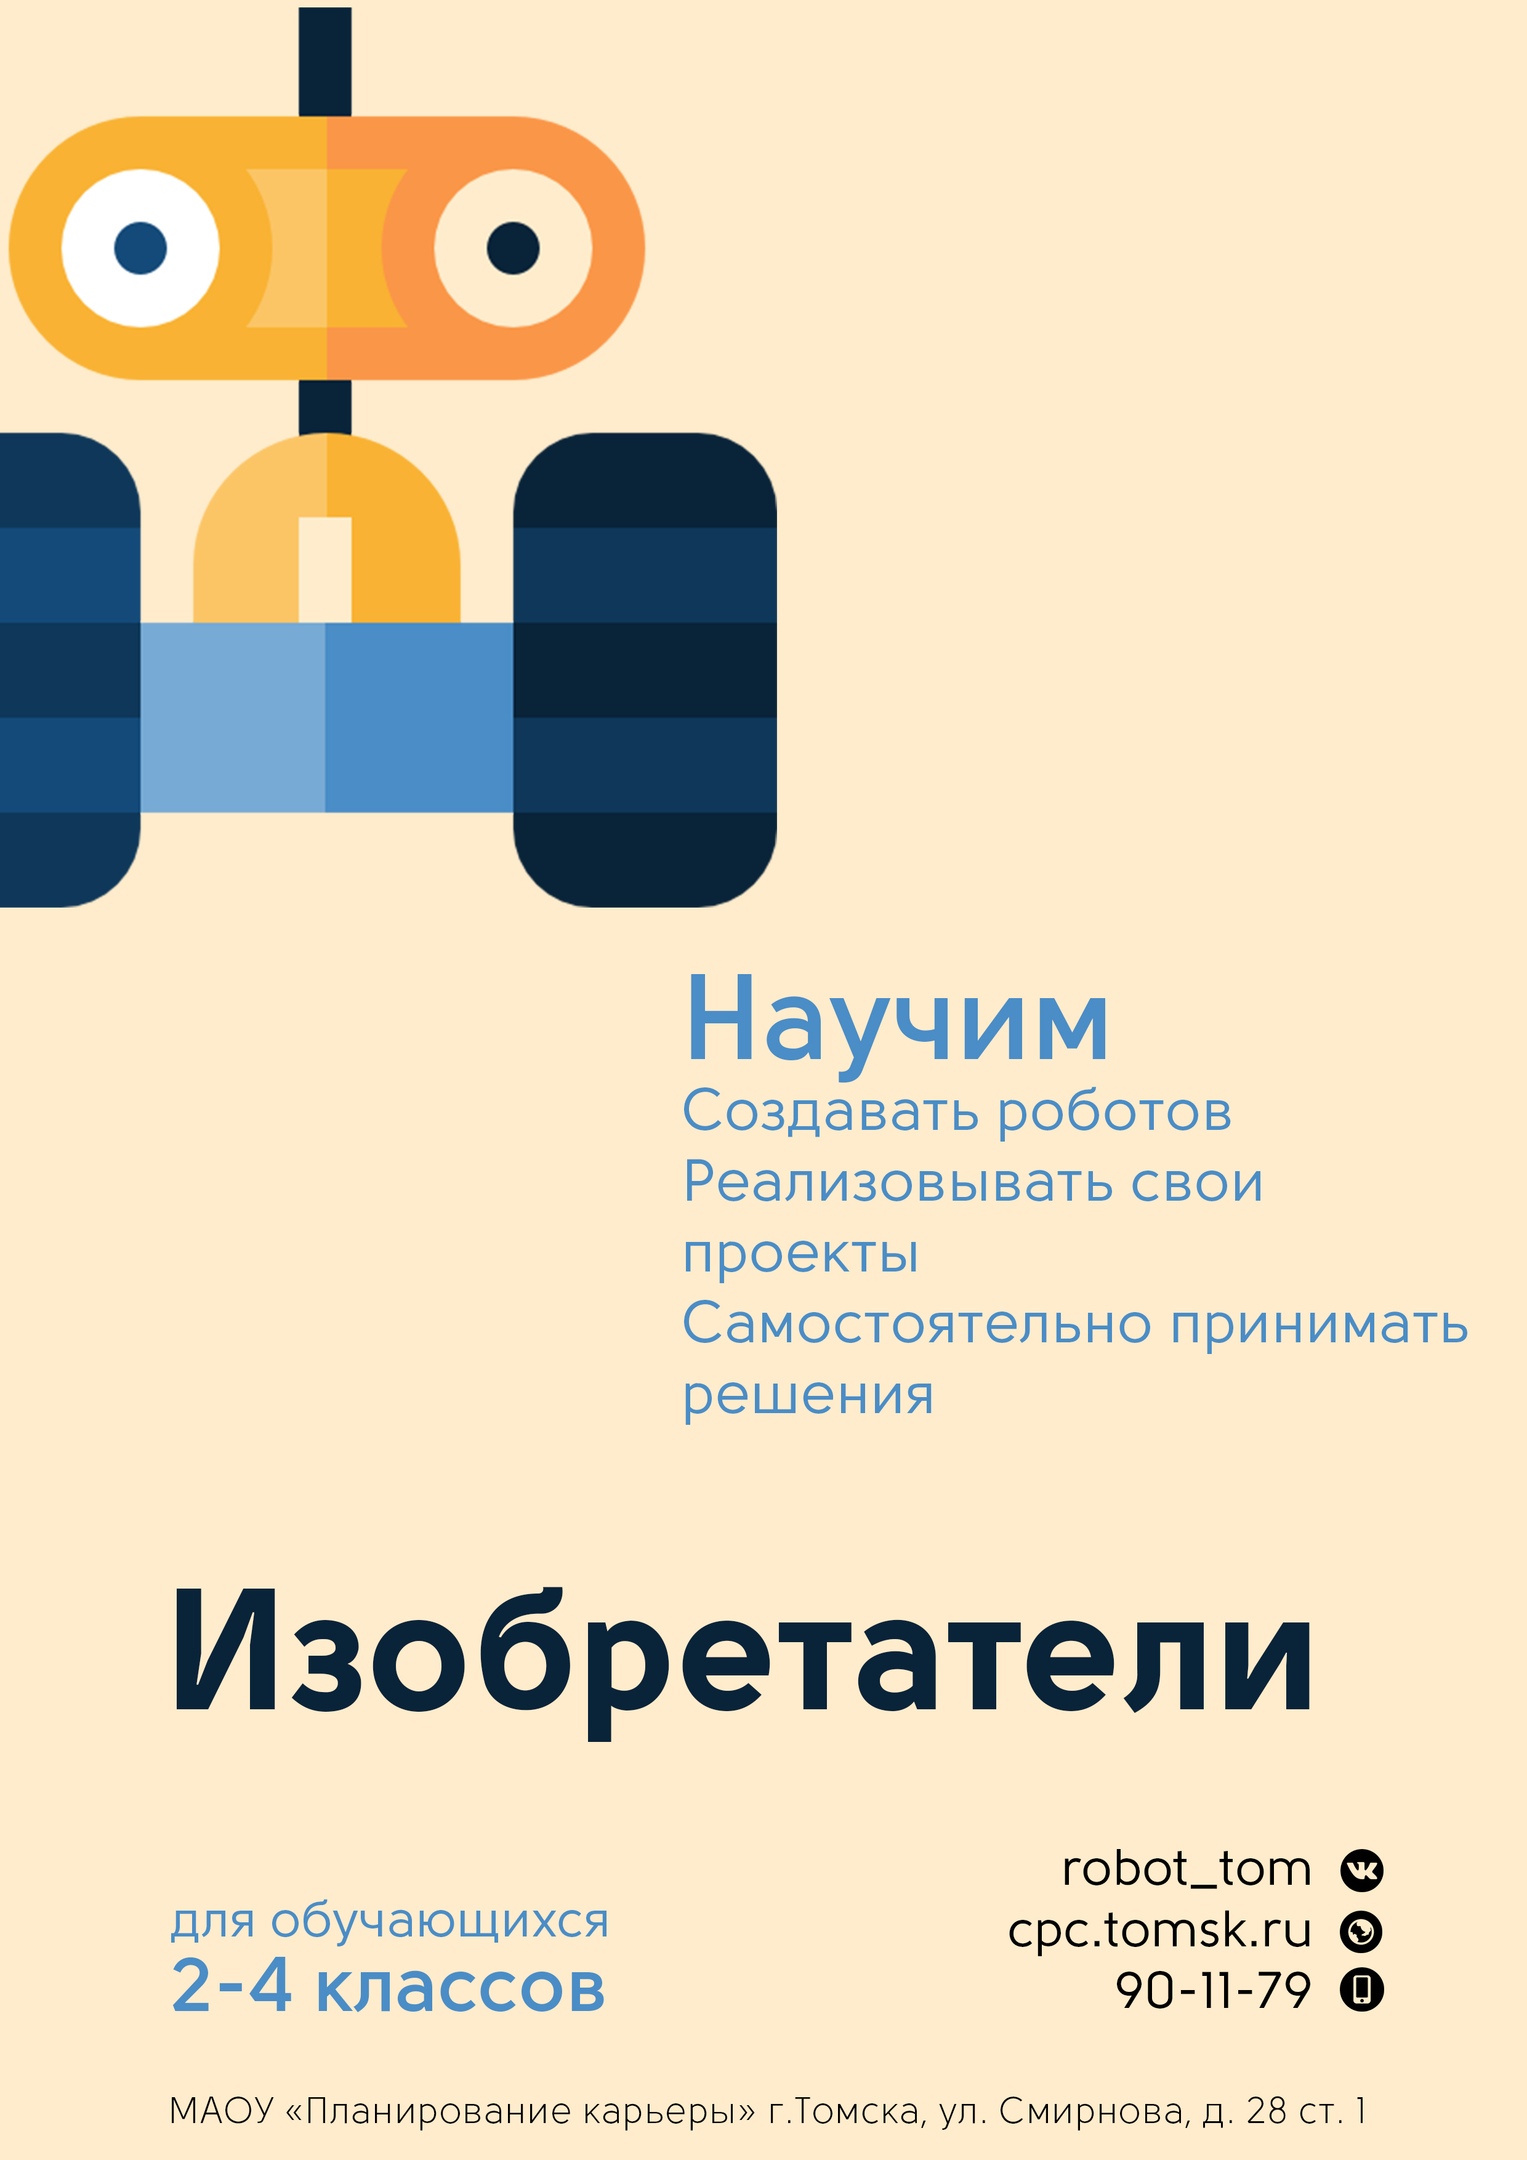 Научим
Создавать роботов
Реализовывать свои
проекты
Самостоятельно принимать
решения
Изобретатели
для обучающихся
2-4 классов
robot_tom
cpc.tomsk.ru
90-11-79
МАОУ «Планирование карьеры» г.Томска, ул. Смирнова, д. 28 ст. 1